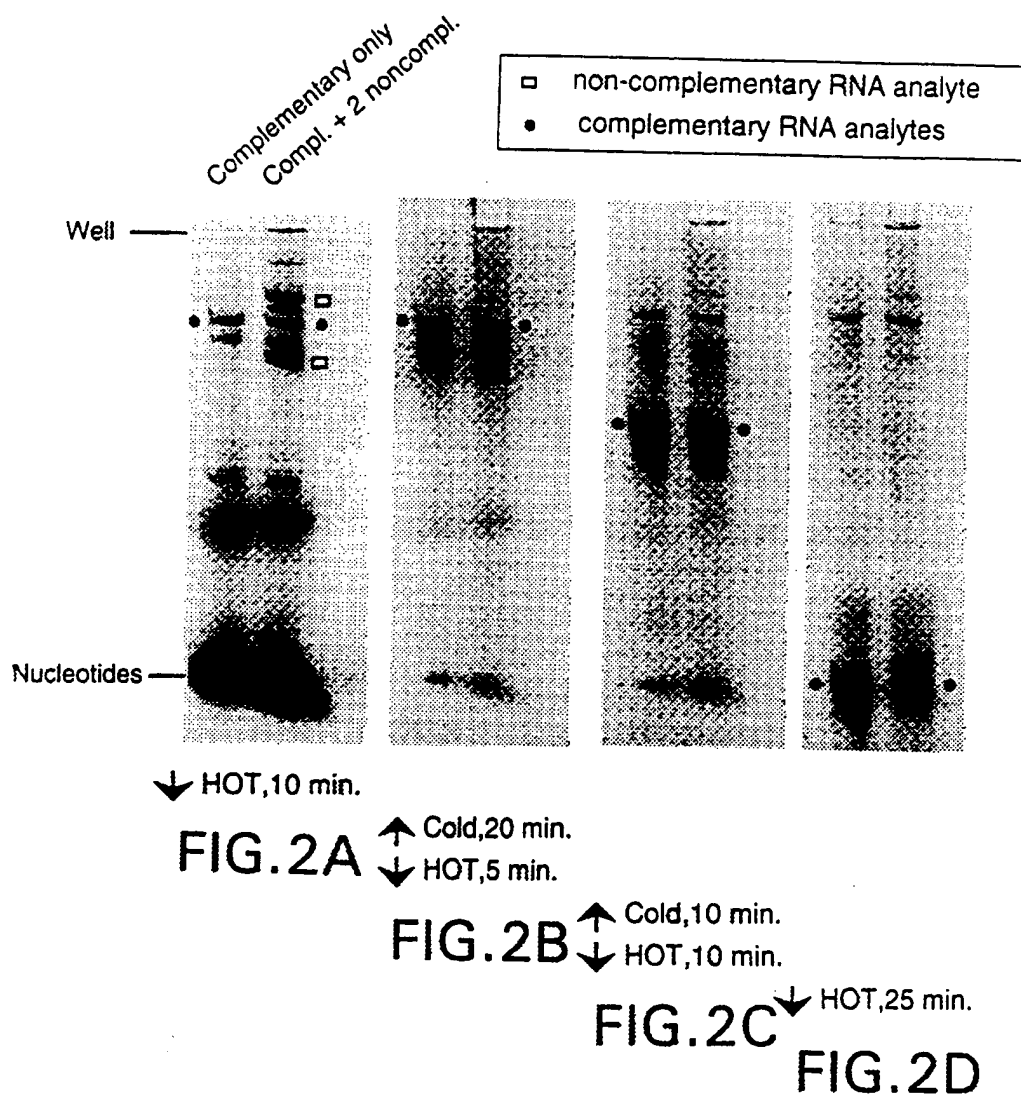 Complementary only
Compl. + 2 noncompl.
non-complementary RNA analyte
complementary RNA analytes
Well
Nucleotides
HOT,10 min.
FIG.2A
Cold,20 min.
HOT,5 min.
FIG.2B
Cold,10 min.
HOT,10 min.
FIG.2C
HOT,25 min.
FIG.2D